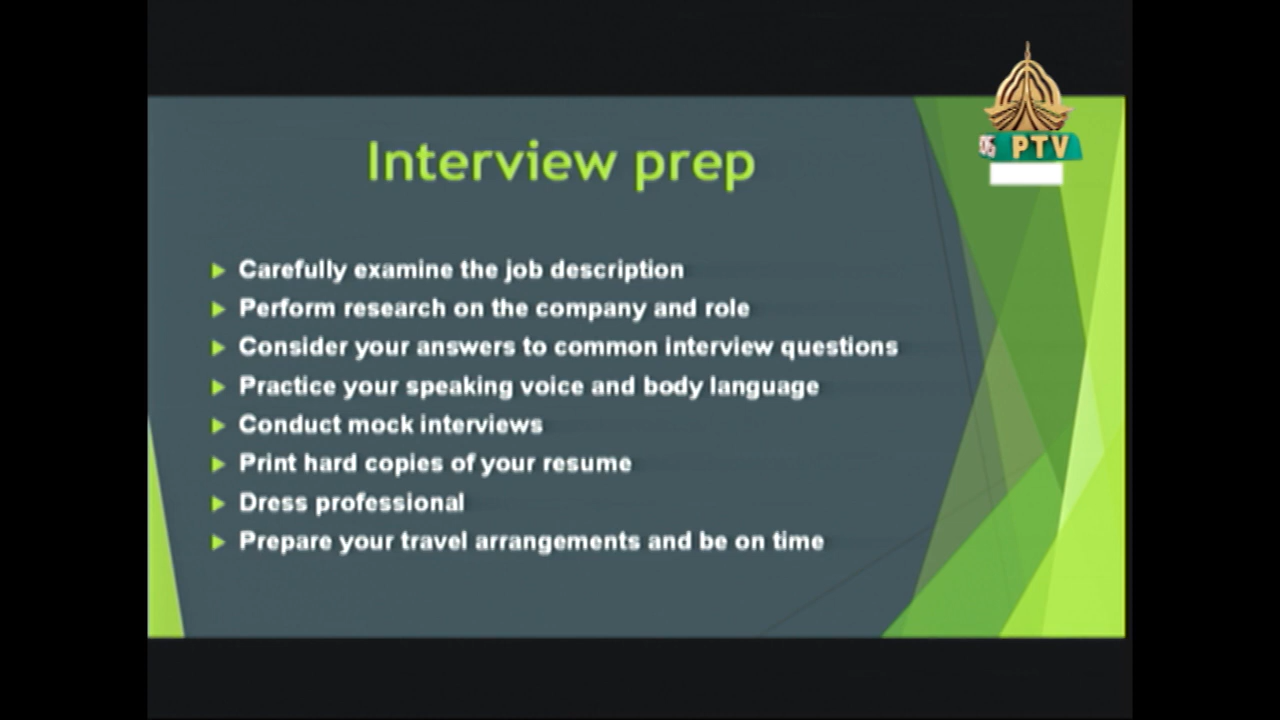 PTV
Interview prep
Carefully examine the job description
Perform research on the company and role
Consider your answers to common interview questions
Practice your speaking voice and body language
Conduct mock interviews
Print hard copies of your resume
Dress professional
Prepare your travel arrangements and be on time